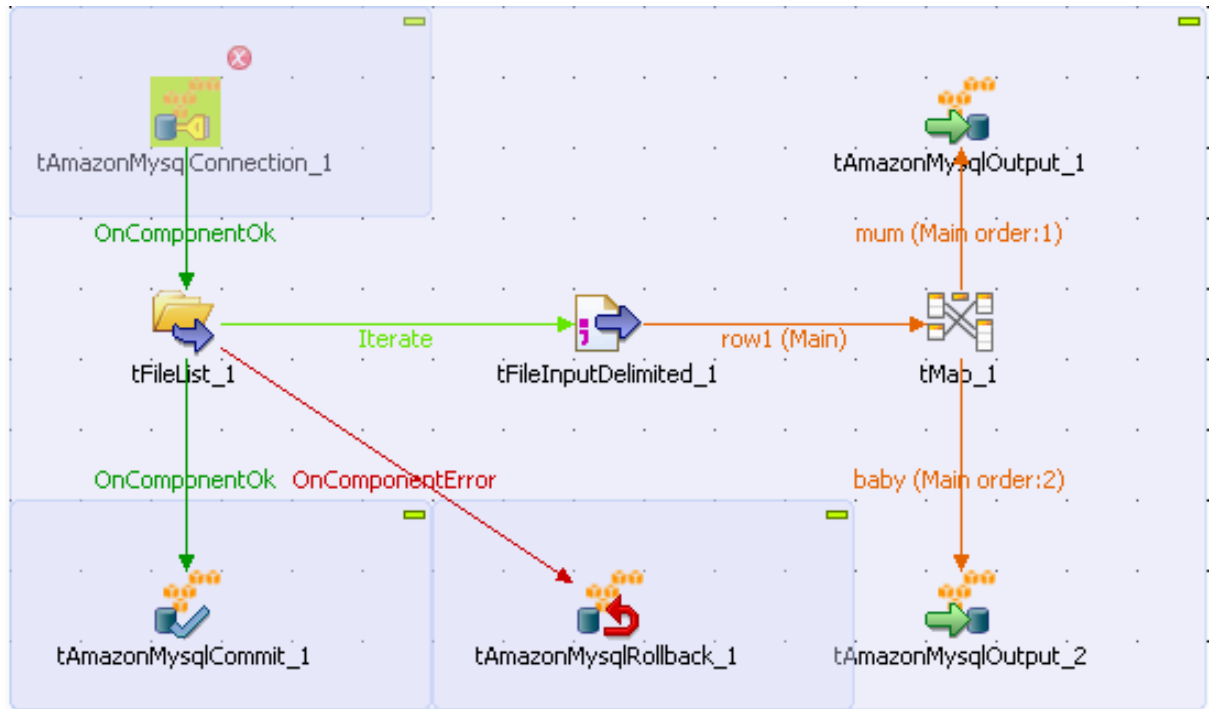 tAmazonMysqlConnection_1
tAmazonMysqlOutput_1
OnComponentOk
mum (Main order:1)
Iterate
row1 (Main)
tFileList_1
tFileInputDelimited_1
tMap_1
OnComponentOk
OnComponentError
baby (Main order:2)
tAmazonMysqlCommit_1
tAmazonMysqlRollback_1
tAmazonMysqlOutput_2